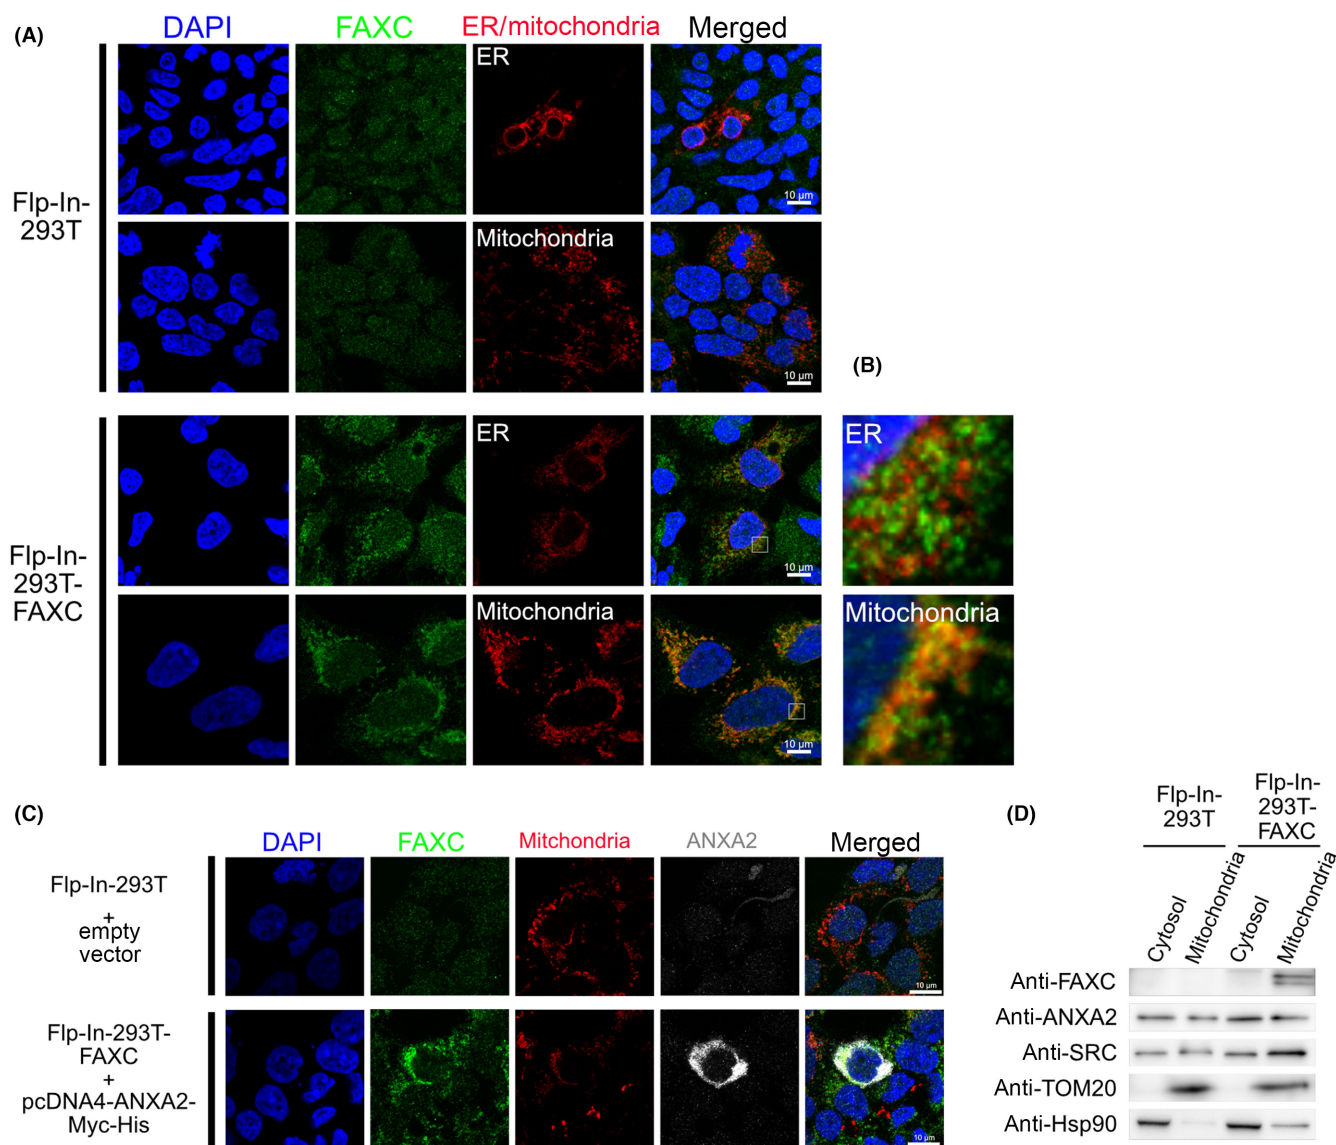 (A)
DAPI FAXC ER/mitochondria Merged
Flp-In-
293T
ER
10 µm
Mitochondria
10 µm
(B)
Flp-In-
293T-
FAXC
ER
10 µm
ER
Mitochondria
10 µm
Mitochondria
(C)
DAPI FAXC Mitchondria ANXA2 Merged
Flp-In-293T
+
empty
vector
10 µm
Flp-In-293T-
FAXC
+
pcDNA4-ANXA2-
Myc-His
10 µm
(D)
Flp-In-
293T
Flp-In-
293T-
FAXC
Cytosol
Mitochondria
Cytosol
Mitochondria
Anti-FAXC
Anti-ANXA2
Anti-SRC
Anti-TOM20
Anti-Hsp90